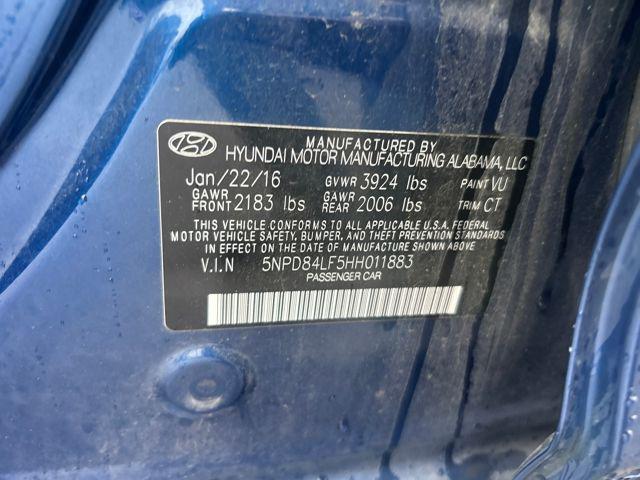 MANUFACTURED BY
HYUNDAI MOTOR MANUFACTURING ALABAMA, LLC
Jan/22/16 GVWR 3924 lbs PAINT VU
GAWR FRONT 2183 lbs GAWR REAR 2006 lbs TRIM CT
THIS VEHICLE CONFORMS TO ALL APPLICABLE U.S.A. FEDERAL
MOTOR VEHICLE SAFETY, BUMPER, AND THEFT PREVENTION STANDARDS
IN EFFECT ON THE DATE OF MANUFACTURE SHOWN ABOVE.
V.I.N 5NPD84LF5HH011883
PASSENGER CAR